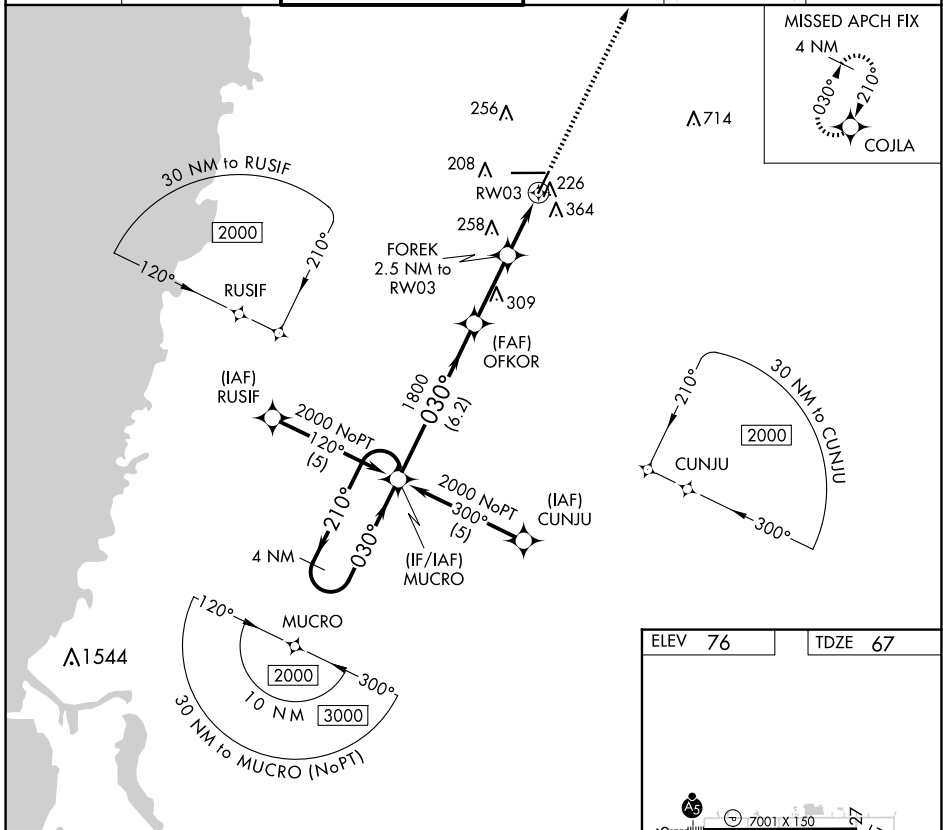 MISSED APCH FIX
4 NM
030°
210°
COJLA
256
714
208
226
RW03
364
258
FOREK
2.5 NM to
RW03
309
(FAF)
OFKOR
30 NM to RUSIF
2000
210°
120°
RUSIF
1800
030°
(6.2)
(IAF)
RUSIF
2000 NoPT
120°
(5)
30 NM to CUNJU
210°
2000
CUNJU
300°
2000 NoPT
300°
(5)
(IAF)
CUNJU
210°
030°
4 NM
(IF/IAF)
MUCRO
120°
MUCRO
2000
300°
10 NM
3000
30 NM to MUCRO (NoPT)
1544
ELEV 76
TDZE 67
A5
P
7001 X 150
27